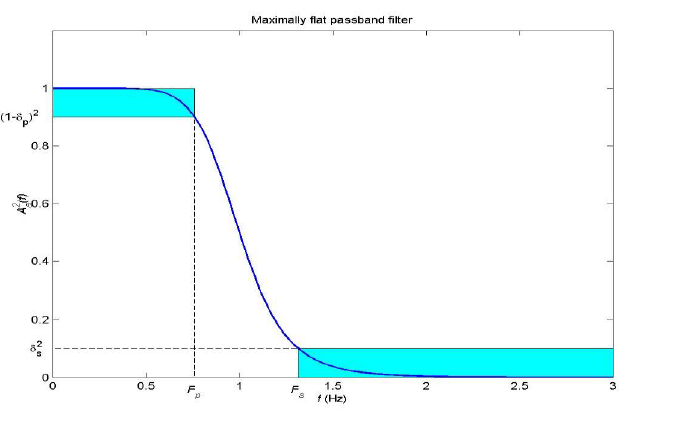 Maximally flat passband filter
1
(1-δp)²
0.8
Aa²(f)
0.6
0.4
0.2
δs²
0
0 0.5 1 1.5 2 2.5 3
Fp Fs
f (Hz)